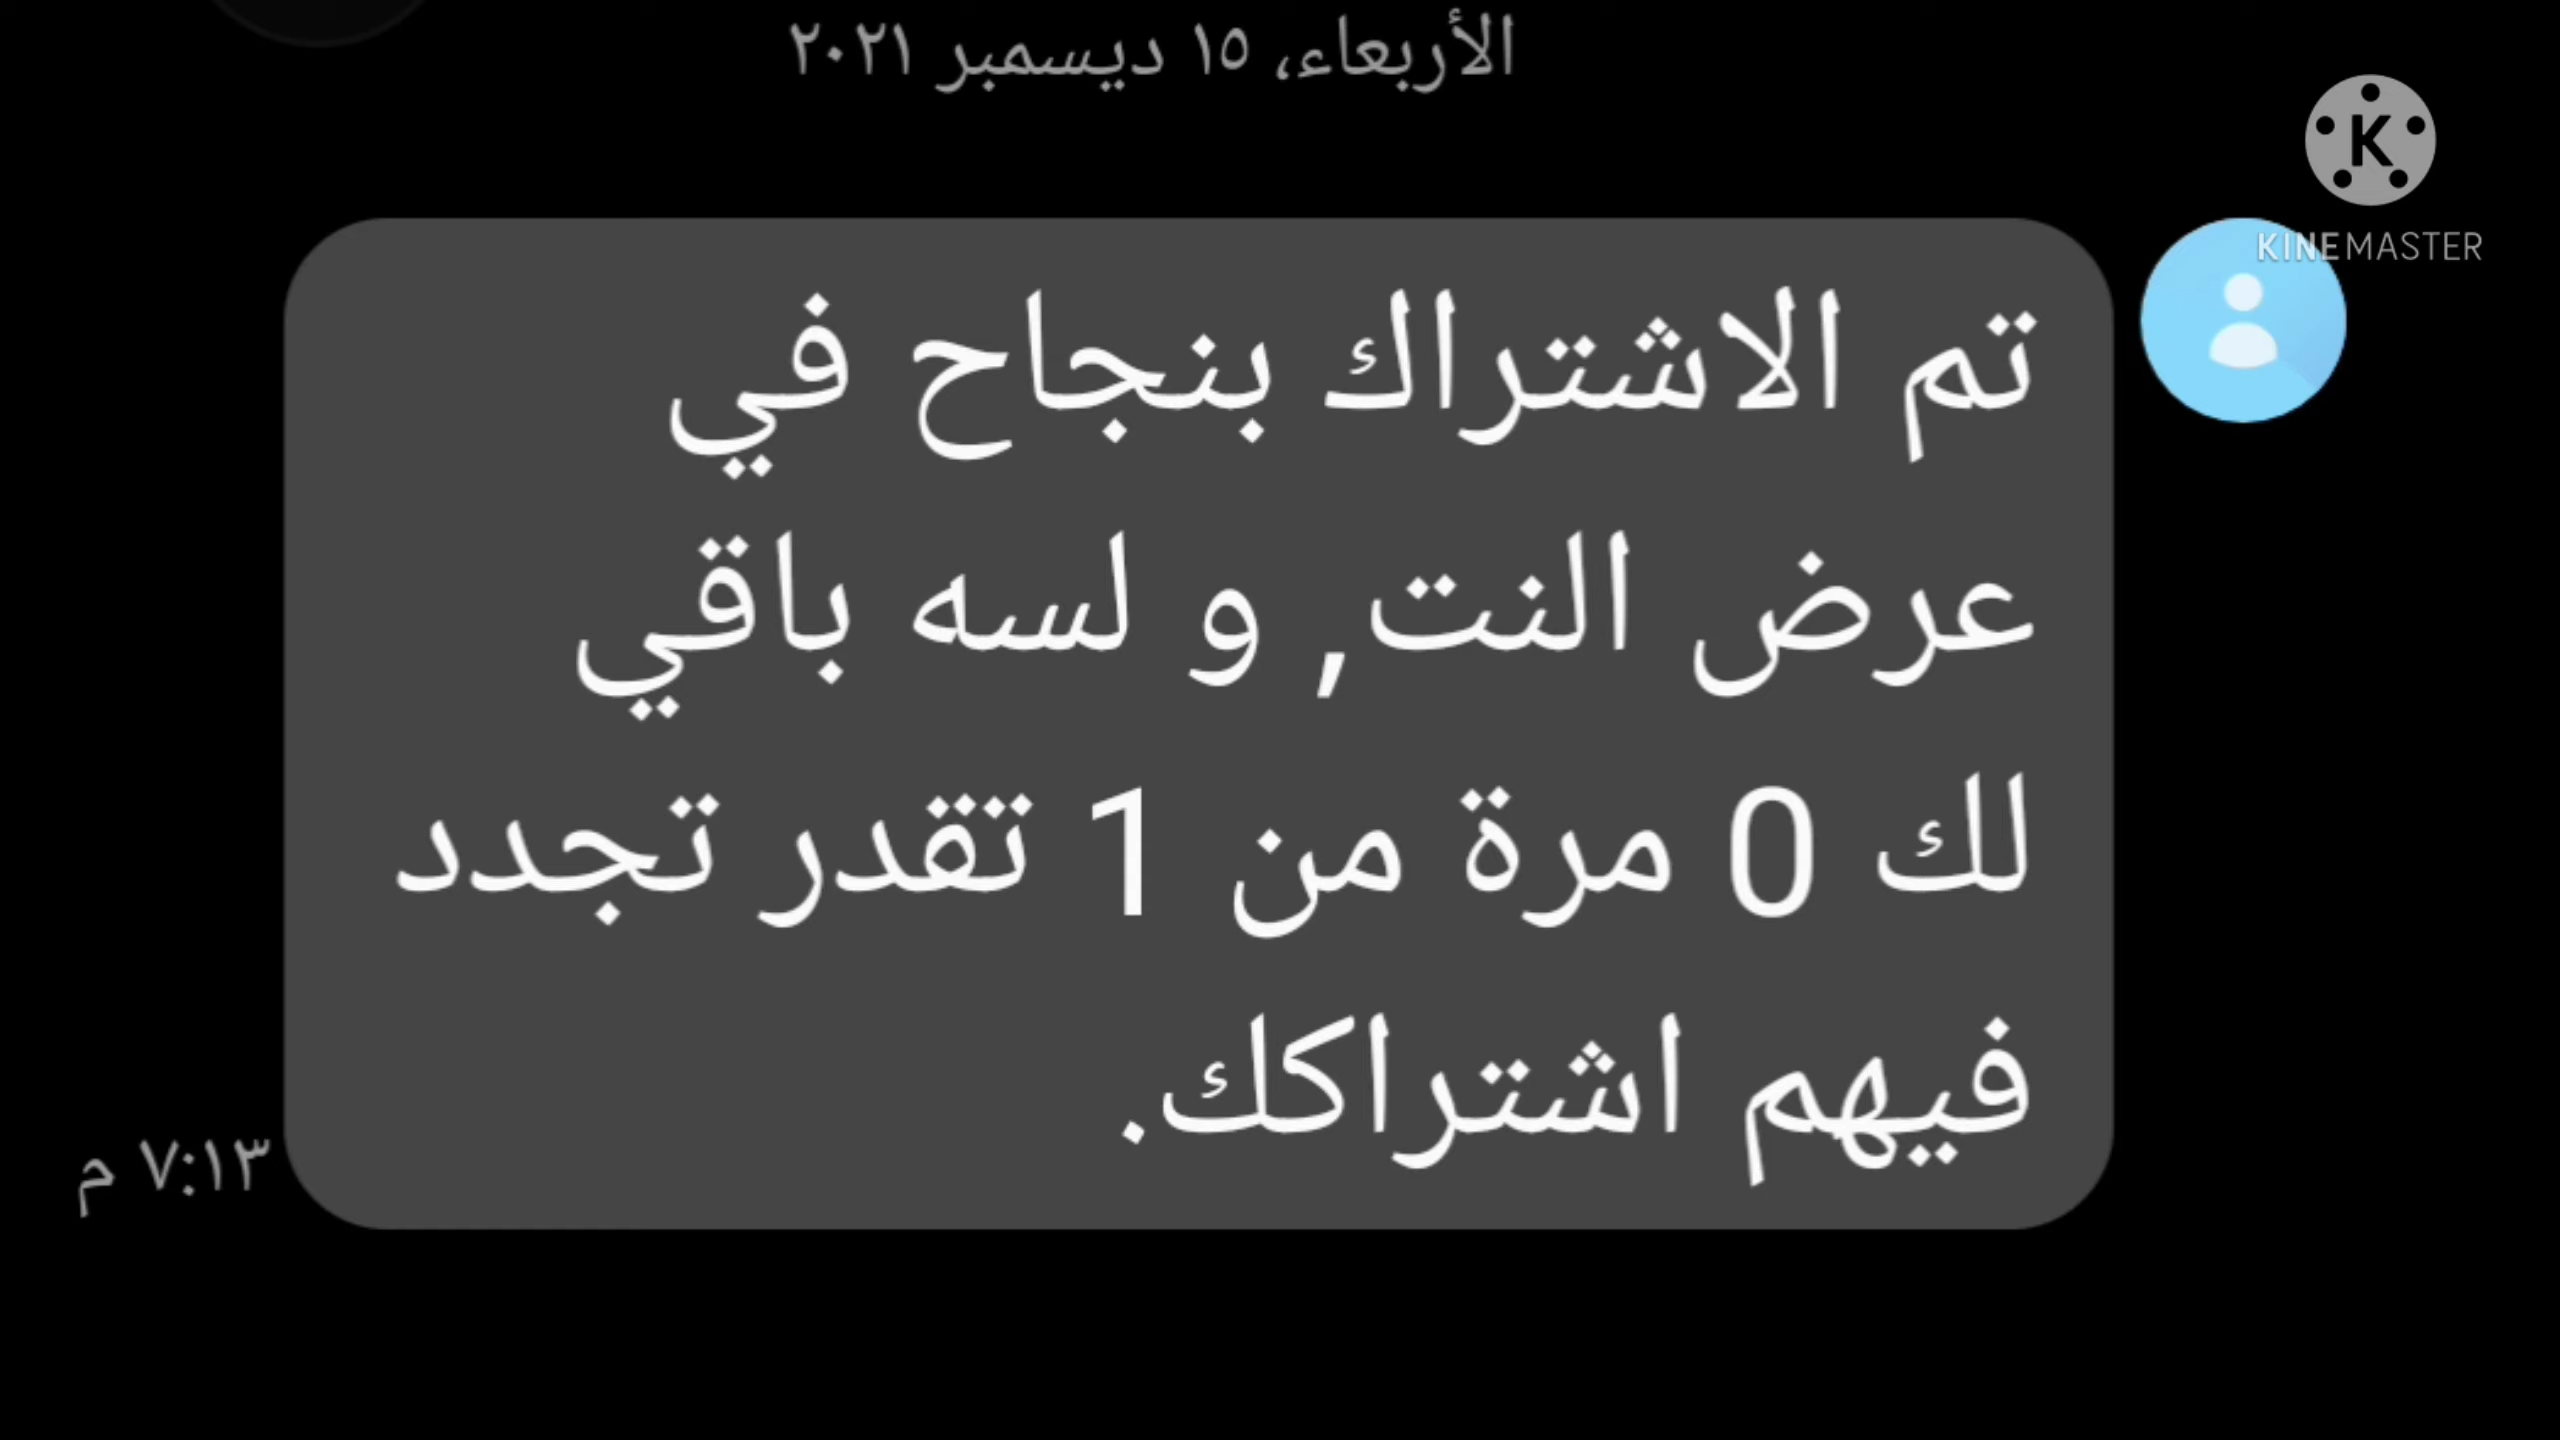 الأربعاء، ١٥ ديسمبر ٢٠٢١
K
KINEMASTER
تم الاشتراك بنجاح في
عرض النت, و لسه باقي
لك 0 مرة من 1 تقدر تجدد
فيهم اشتراكك.
٧:١٣ م